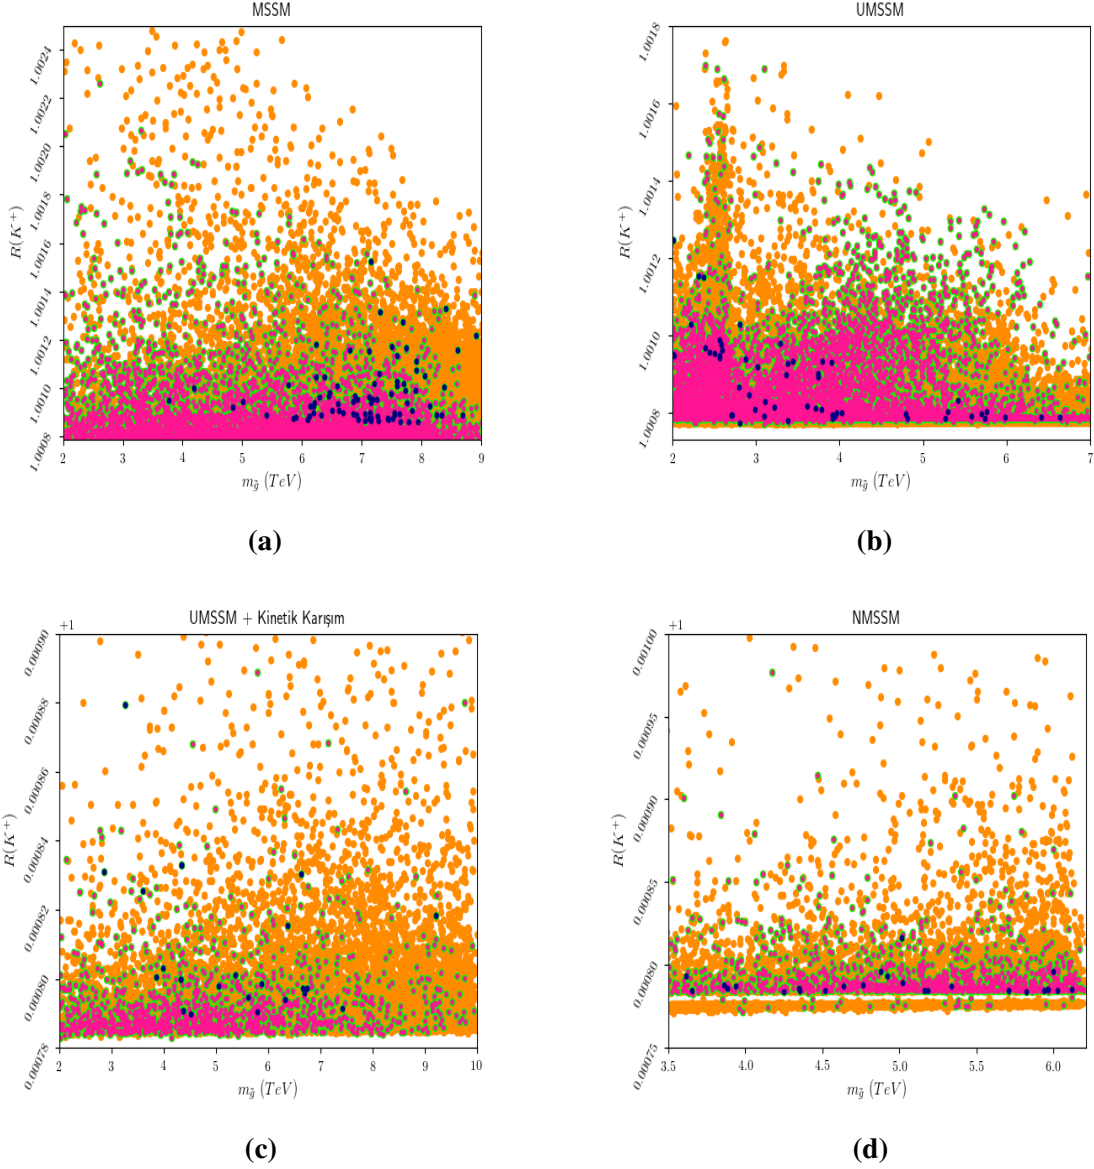 MSSM
1.0024
1.0022
1.0020
1.0018
1.0016
1.0014
1.0012
1.0010
1.0008
R(K⁺)
2 3 4 5 6 7 8 9
m_g̃ (TeV)
(a)
UMSSM
1.0018
1.0016
1.0014
1.0012
1.0010
1.0008
R(K⁺)
2 3 4 5 6 7
m_g̃ (TeV)
(b)
UMSSM + Kinetik Karışım
+1
0.00090
0.00088
0.00086
0.00084
0.00082
0.00080
0.00078
R(K⁺)
2 3 4 5 6 7 8 9 10
m_g̃ (TeV)
(c)
NMSSM
+1
0.00100
0.00095
0.00090
0.00085
0.00080
0.00075
R(K⁺)
3.5 4.0 4.5 5.0 5.5 6.0
m_g̃ (TeV)
(d)